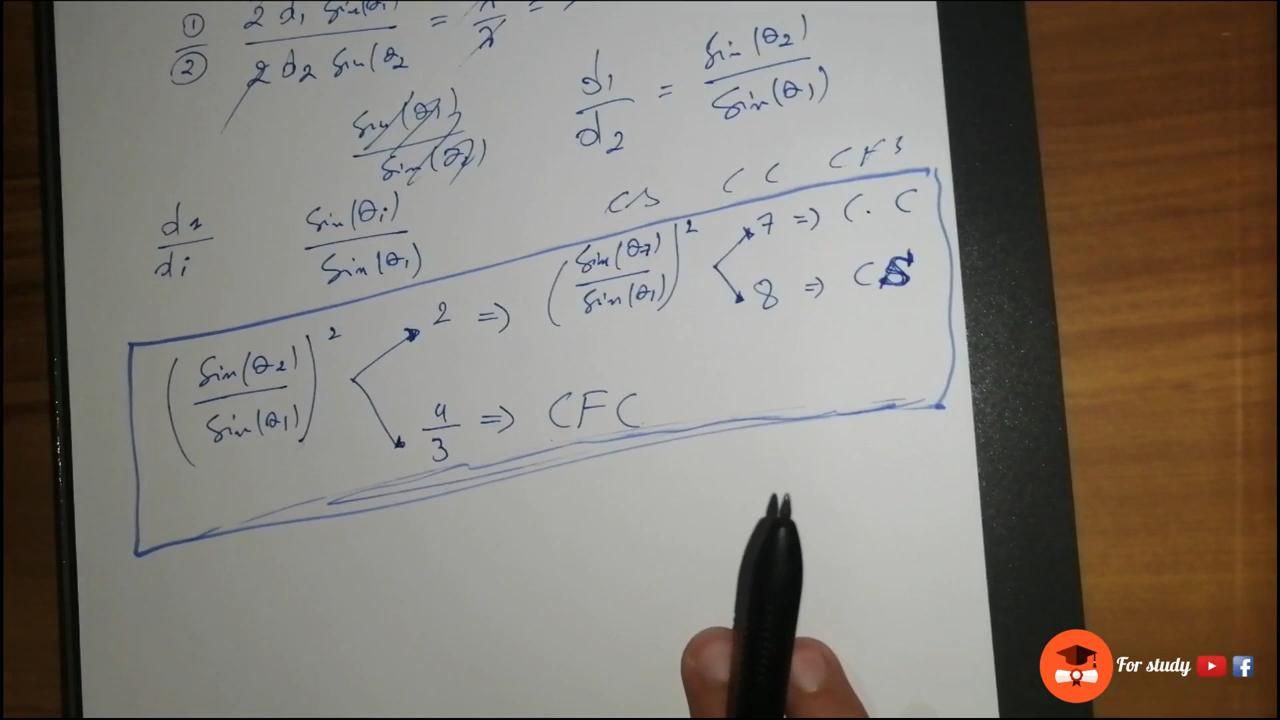 ① / ② 2 d1 sin(θ1) / 2 d2 sin(θ2 = λ / λ =
d1 / d2 = sin(θ2) / sin(θ1)
sin(θ1) / sin(θ2)
d1 / di sin(θi) / sin(θ1)
CS CC CFS
(sin(θ2) / sin(θ1))² 2 => (sin(θ7) / sin(θ1))² 7 => C.C
8 => CS
4/3 => CFC
For study